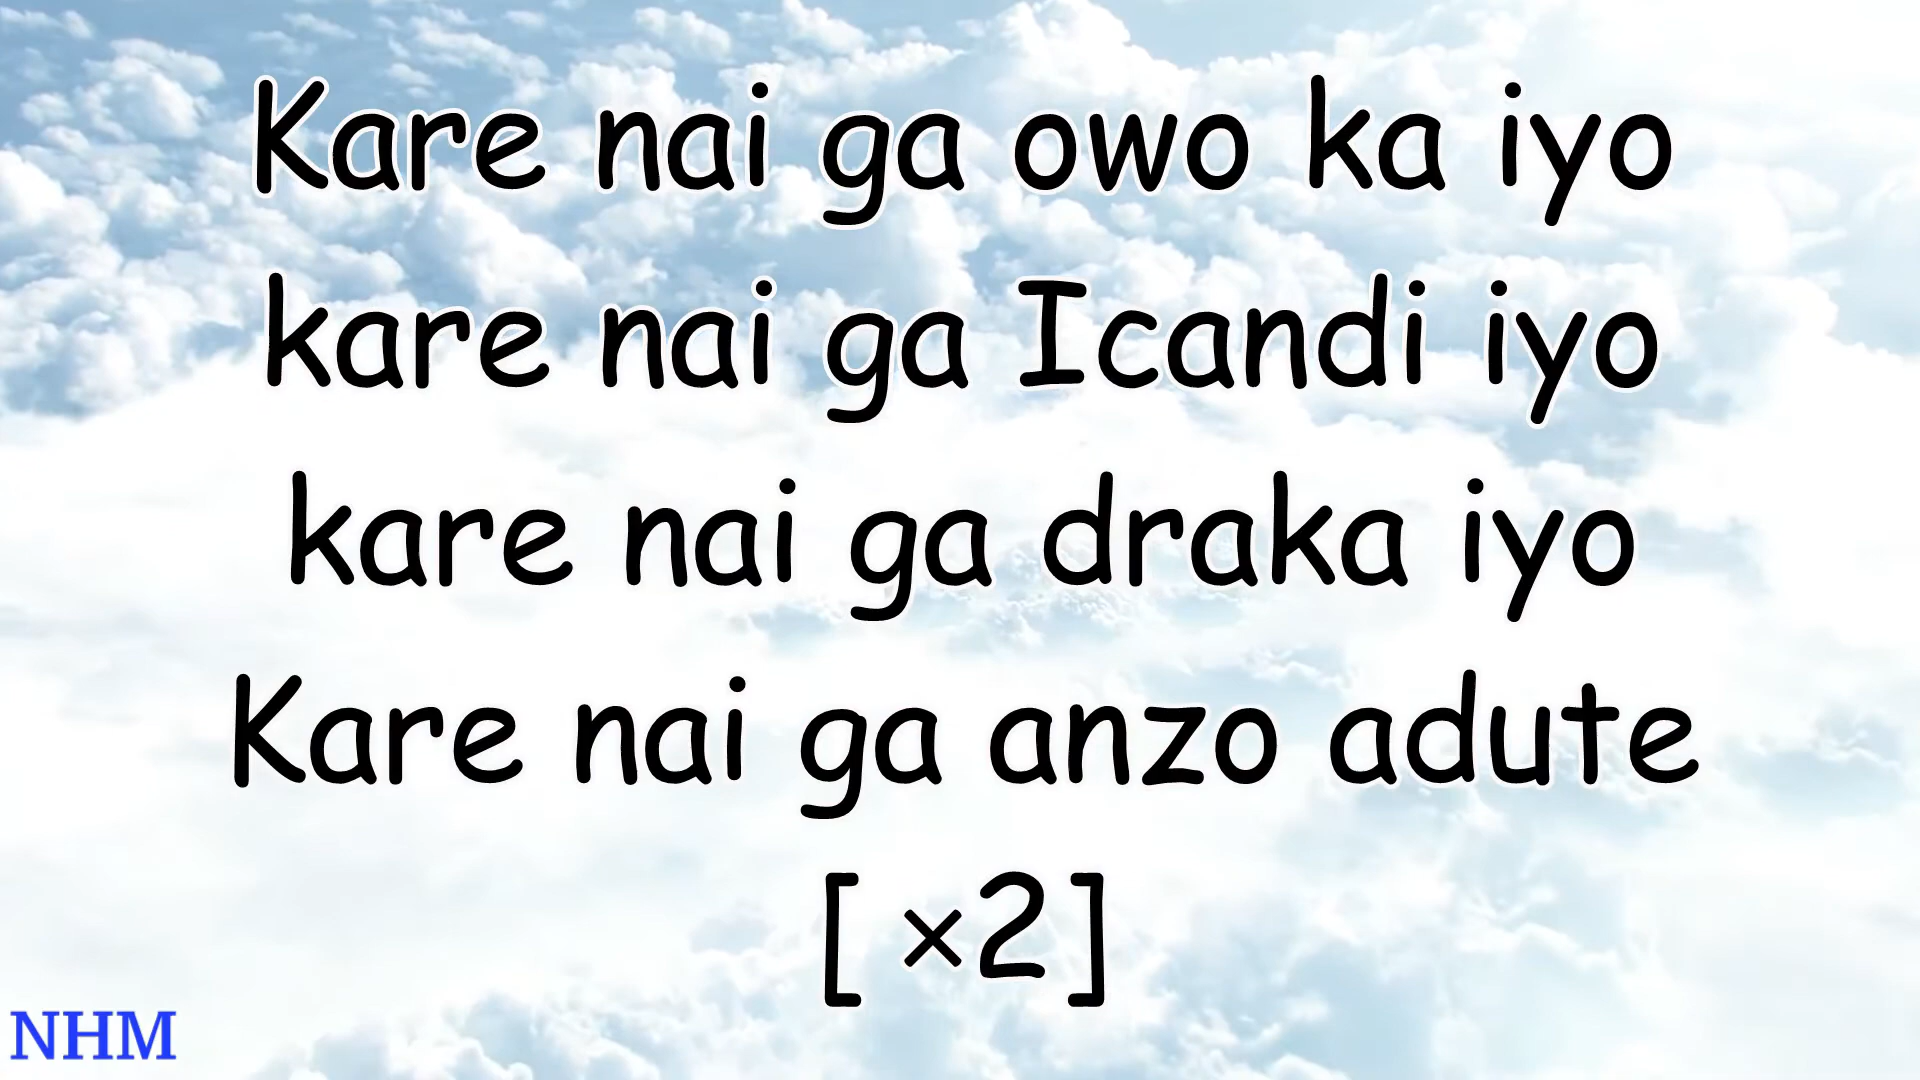 Kare nai ga owo ka iyo
kare nai ga Icandi iyo
kare nai ga draka iyo
Kare nai ga anzo adute
[ ×2]
NHM